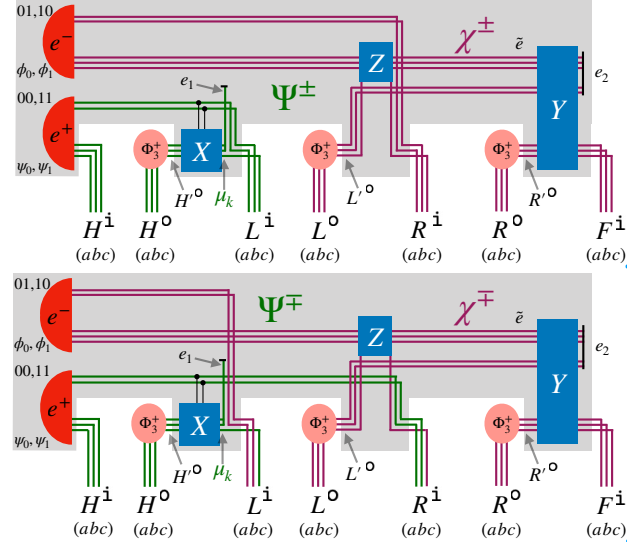 01,10
e⁻
χ±
ẽ
Z
ϕ₀, ϕ₁
e₁
Ψ±
e₂
00,11
Y
e⁺
Φ₃⁺
X
Φ₃⁺
Φ₃⁺
ψ₀, ψ₁
H′ᵒ
μₖ
L′ᵒ
R′ᵒ
Hⁱ Hᵒ Lⁱ Lᵒ Rⁱ Rᵒ Fⁱ
(abc) (abc) (abc) (abc) (abc) (abc) (abc)
01,10
e⁻
Ψ∓
χ∓
ẽ
Z
ϕ₀, ϕ₁
e₁
e₂
00,11
Y
e⁺
Φ₃⁺
X
Φ₃⁺
Φ₃⁺
ψ₀, ψ₁
H′ᵒ
μₖ
L′ᵒ
R′ᵒ
Hⁱ Hᵒ Lⁱ Lᵒ Rⁱ Rᵒ Fⁱ
(abc) (abc) (abc) (abc) (abc) (abc) (abc)